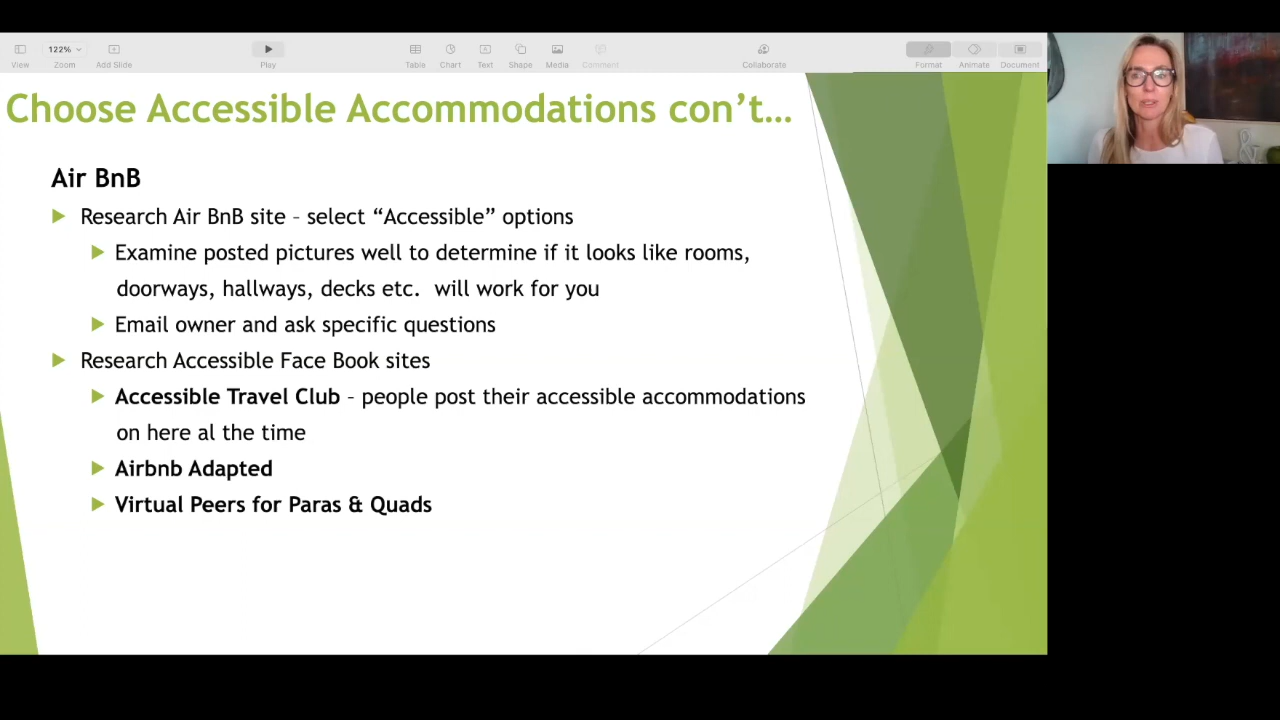 122%
View
Zoom
Add Slide
Play
Table
Chart
Text
Shape
Media
Comment
Collaborate
Format
Animate
Document
Choose Accessible Accommodations con’t…
Air BnB
Research Air BnB site – select “Accessible” options
Examine posted pictures well to determine if it looks like rooms,
doorways, hallways, decks etc. will work for you
Email owner and ask specific questions
Research Accessible Face Book sites
Accessible Travel Club – people post their accessible accommodations
on here al the time
Airbnb Adapted
Virtual Peers for Paras & Quads